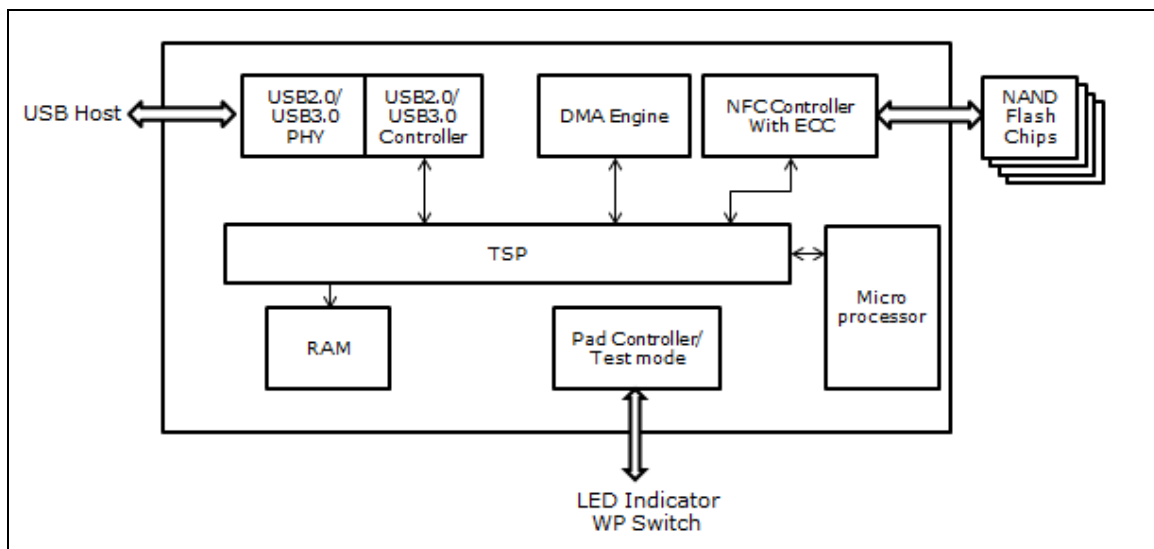 USB Host
USB2.0/
USB3.0
PHY
USB2.0/
USB3.0
Controller
DMA Engine
NFC Controller
With ECC
NAND
Flash
Chips
TSP
Micro
processor
RAM
Pad Controller/
Test mode
LED Indicator
WP Switch